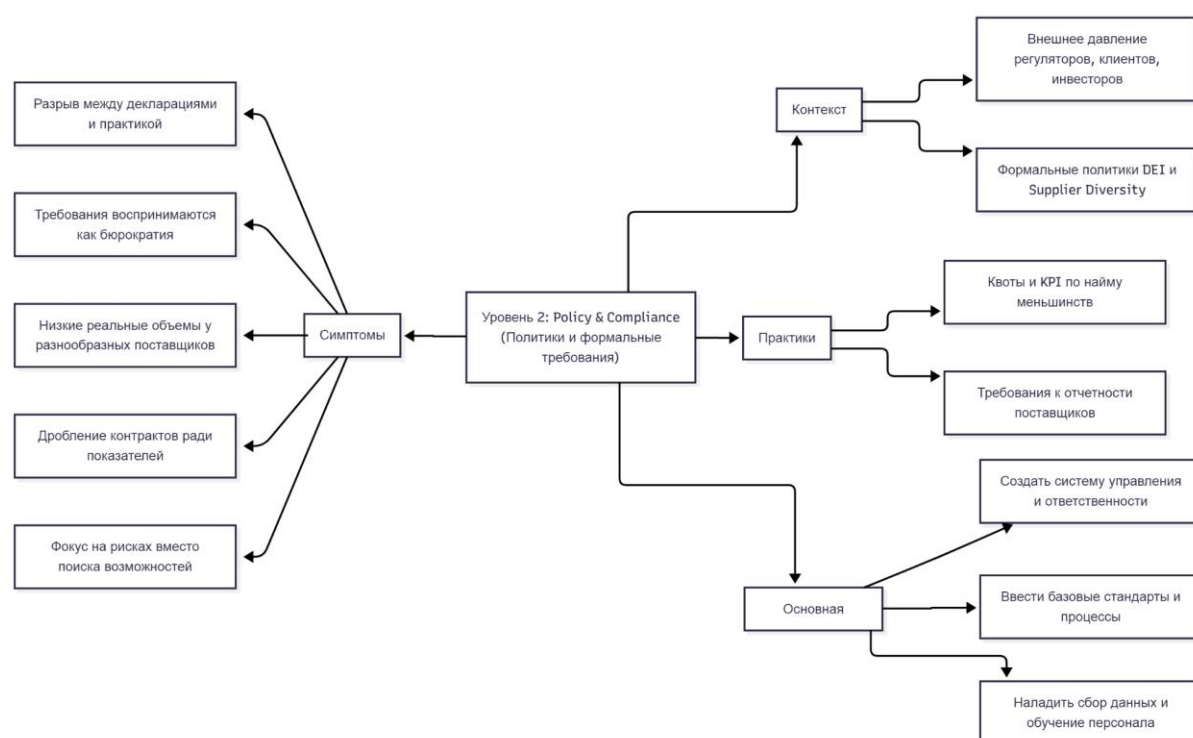 Разрыв между декларациями
и практикой
Требования воспринимаются
как бюрократия
Низкие реальные объемы у
разнообразных поставщиков
Дробление контрактов ради
показателей
Фокус на рисках вместо
поиска возможностей
Симптомы
Уровень 2: Policy & Compliance
(Политики и формальные
требования)
Контекст
Внешнее давление
регуляторов, клиентов,
инвесторов
Формальные политики DEI и
Supplier Diversity
Практики
Квоты и KPI по найму
меньшинств
Требования к отчетности
поставщиков
Основная
Создать систему управления
и ответственности
Ввести базовые стандарты и
процессы
Наладить сбор данных и
обучение персонала